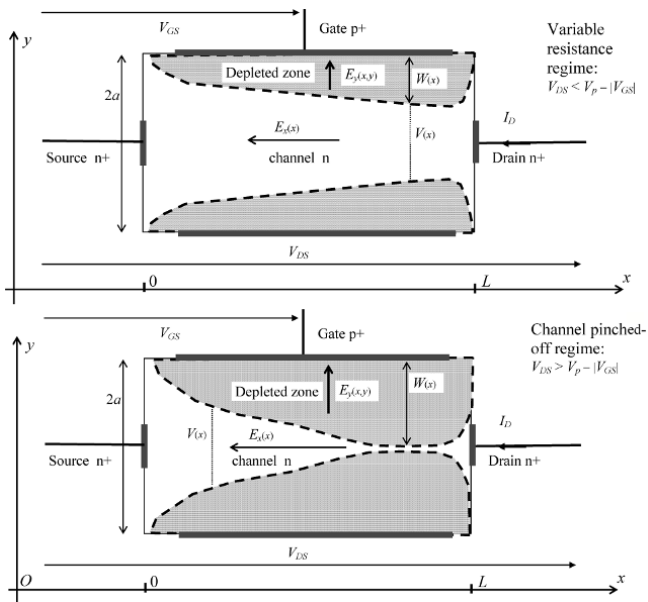 y
V_GS
Gate p+
Variable
resistance
regime:
V_DS < V_p – |V_GS|
Depleted zone
E_y(x,y)
W(x)
2a
E_x(x)
V(x)
I_D
Source n+
channel n
Drain n+
V_DS
0
L
x
y
V_GS
Gate p+
Channel pinched-
off regime:
V_DS > V_p – |V_GS|
2a
Depleted zone
E_y(x,y)
W(x)
V(x)
E_x(x)
I_D
Source n+
channel n
Drain n+
V_DS
O
0
L
x